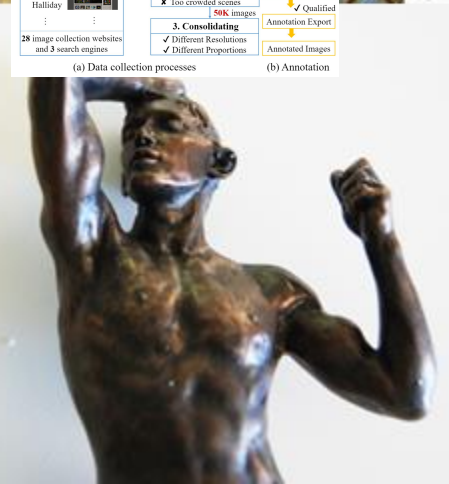 Halliday
⋮ ⋮
28 image collection websites
and 3 search engines
✘ Too crowded scenes
50K images
3. Consolidating
✓ Different Resolutions
✓ Different Proportions
✓ Qualified
Annotation Export
Annotated Images
(a) Data collection processes
(b) Annotation